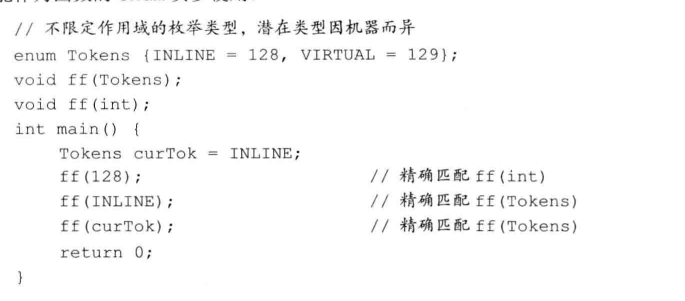 // 不限定作用域的枚举类型，潜在类型因机器而异
enum Tokens {INLINE = 128, VIRTUAL = 129};
void ff(Tokens);
void ff(int);
int main() {
    Tokens curTok = INLINE;
    ff(128);                    // 精确匹配 ff(int)
    ff(INLINE);                 // 精确匹配 ff(Tokens)
    ff(curTok);                 // 精确匹配 ff(Tokens)
    return 0;
}